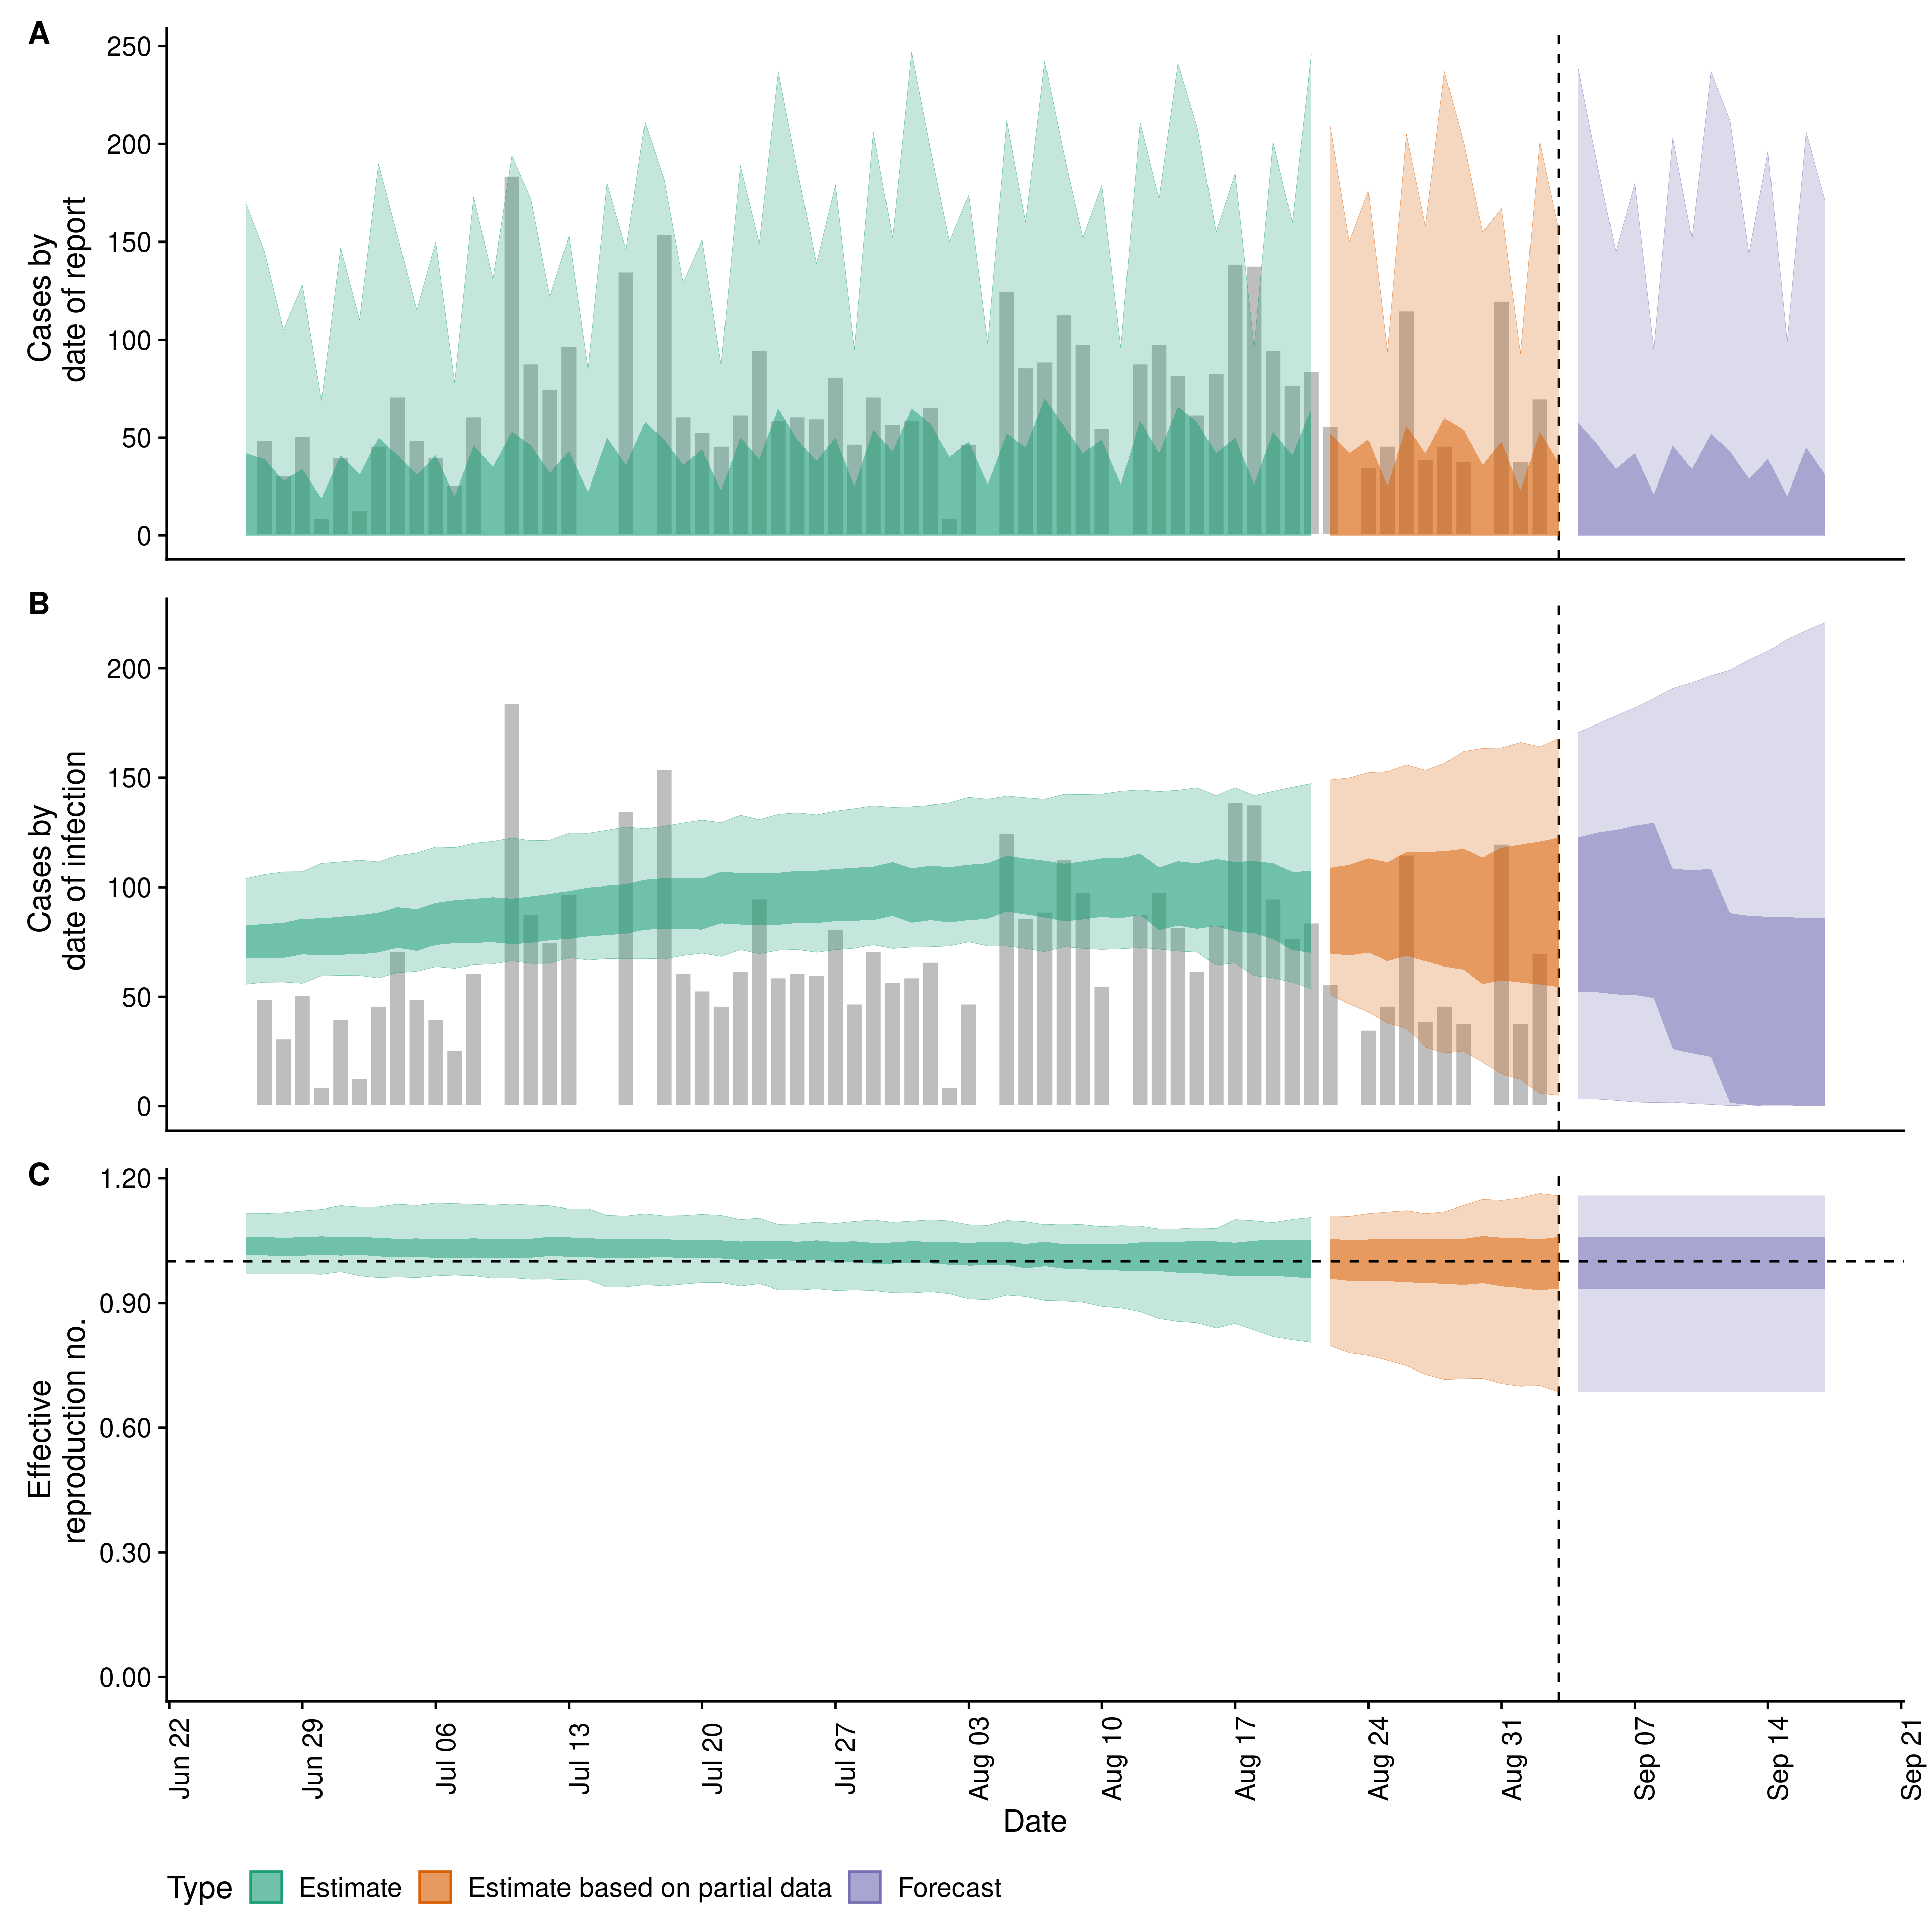 A
Cases by
date of report
250
200
150
100
50
0
B
Cases by
date of infection
200
150
100
50
0
C
Effective
reproduction no.
1.20
0.90
0.60
0.30
0.00
Jun 22
Jun 29
Jul 06
Jul 13
Jul 20
Jul 27
Aug 03
Aug 10
Aug 17
Aug 24
Aug 31
Sep 07
Sep 14
Sep 21
Date
Type Estimate Estimate based on partial data Forecast